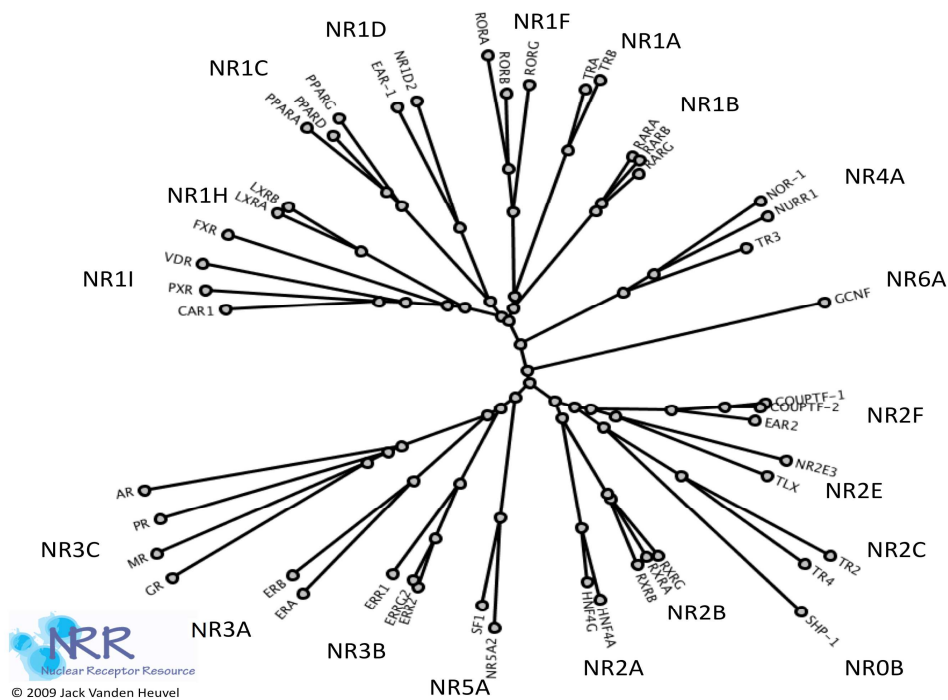 NR1D
NR1F
NR1A
NR1C
NR1B
RORA
RORB
RORG
TRA
TRB
NR1D2
EAR-1
PPARG
PPARD
PPARA
RARA
RARB
RARG
NR1H
LXRB
LXRA
FXR
NR4A
NOR-1
NURR1
TR3
NR1I
VDR
PXR
CAR1
NR6A
GCNF
COUPTF-1
COUPTF-2
EAR2
NR2F
NR2E3
TLX
NR2E
AR
PR
MR
GR
NR3C
TR2
TR4
NR2C
ERB
ERA
NR3A
ERR1
ERRG2
ERR2
NR3B
SF1
NR5A2
NR5A
HNF4G
HNF4A
NR2A
RXRG
RXRA
RXRB
NR2B
SHP-1
NR0B
NRR
Nuclear Receptor Resource
© 2009 Jack Vanden Heuvel